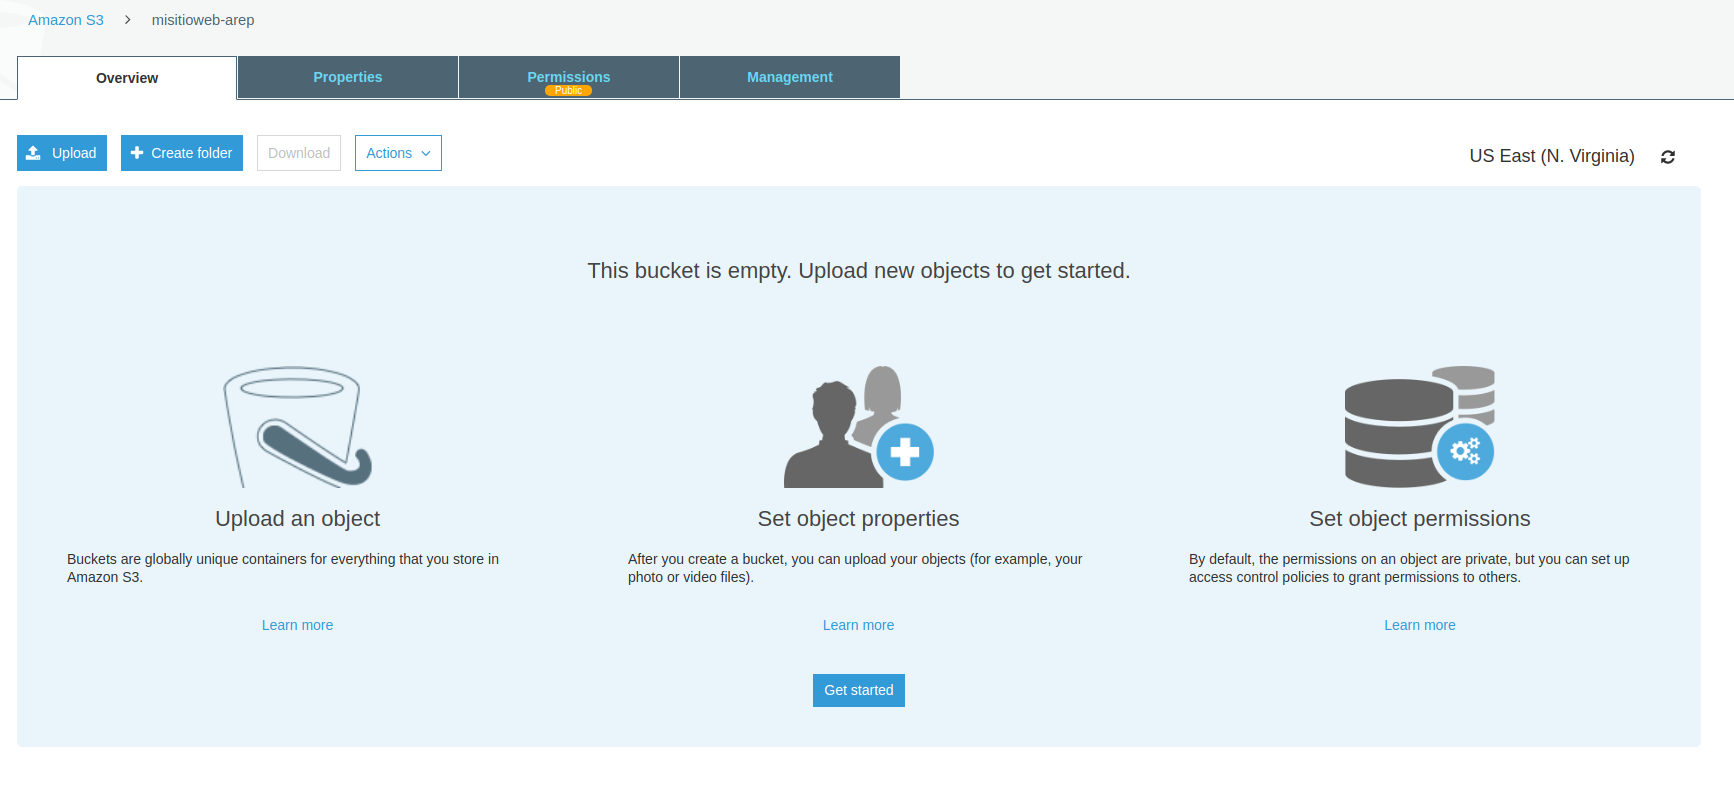 Amazon S3 > misitioweb-arep
Overview Properties Permissions Management
Public
Upload Create folder Download Actions
US East (N. Virginia)
This bucket is empty. Upload new objects to get started.
Upload an object
Buckets are globally unique containers for everything that you store in
Amazon S3.
Learn more
Set object properties
After you create a bucket, you can upload your objects (for example, your
photo or video files).
Learn more
Set object permissions
By default, the permissions on an object are private, but you can set up
access control policies to grant permissions to others.
Learn more
Get started